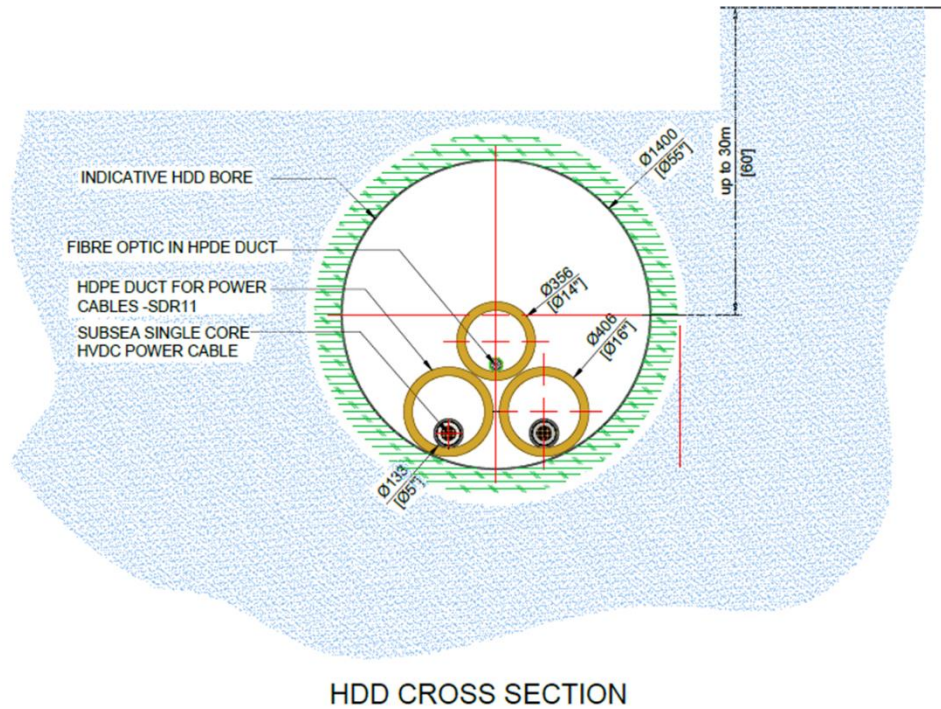 up to 30m
[60']
Ø1400
[Ø55"]
INDICATIVE HDD BORE
FIBRE OPTIC IN HPDE DUCT
HDPE DUCT FOR POWER
CABLES -SDR11
SUBSEA SINGLE CORE
HVDC POWER CABLE
Ø356
[Ø14"]
Ø406
[Ø16"]
Ø133
[Ø5"]
HDD CROSS SECTION